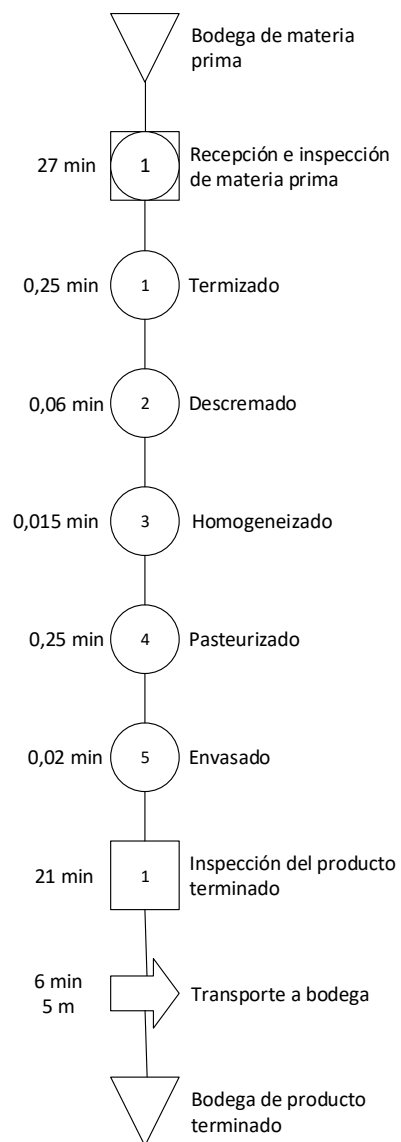 Bodega de materia
prima
27 min
1
Recepción e inspección
de materia prima
0,25 min
1
Termizado
0,06 min
2
Descremado
0,015 min
3
Homogeneizado
0,25 min
4
Pasteurizado
0,02 min
5
Envasado
21 min
1
Inspección del producto
terminado
6 min
5 m
Transporte a bodega
Bodega de producto
terminado